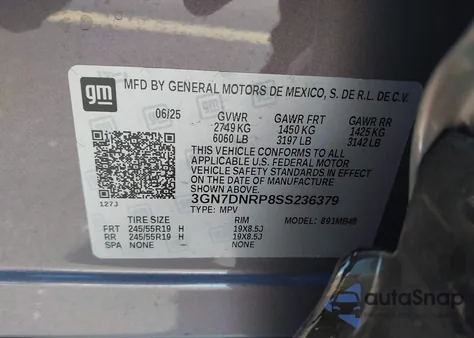 gm
MFD BY GENERAL MOTORS DE MEXICO, S. DE R.L. DE C.V.
06/25 GVWR GAWR FRT GAWR RR
2749 KG 1450 KG 1425 KG
6060 LB 3197 LB 3142 LB
THIS VEHICLE CONFORMS TO ALL
APPLICABLE U.S. FEDERAL MOTOR
VEHICLE SAFETY STANDARDS IN EFFECT ON
THE DATE OF MANUFACTURE SHOWN ABOVE.
3GN7DNRP8SS236379
127J TYPE: MPV MODEL:
TIRE SIZE RIM
FRT 245/55R19 H 19X8.5J
RR 245/55R19 H 19X8.5J
SPA NONE NONE
autoSnap